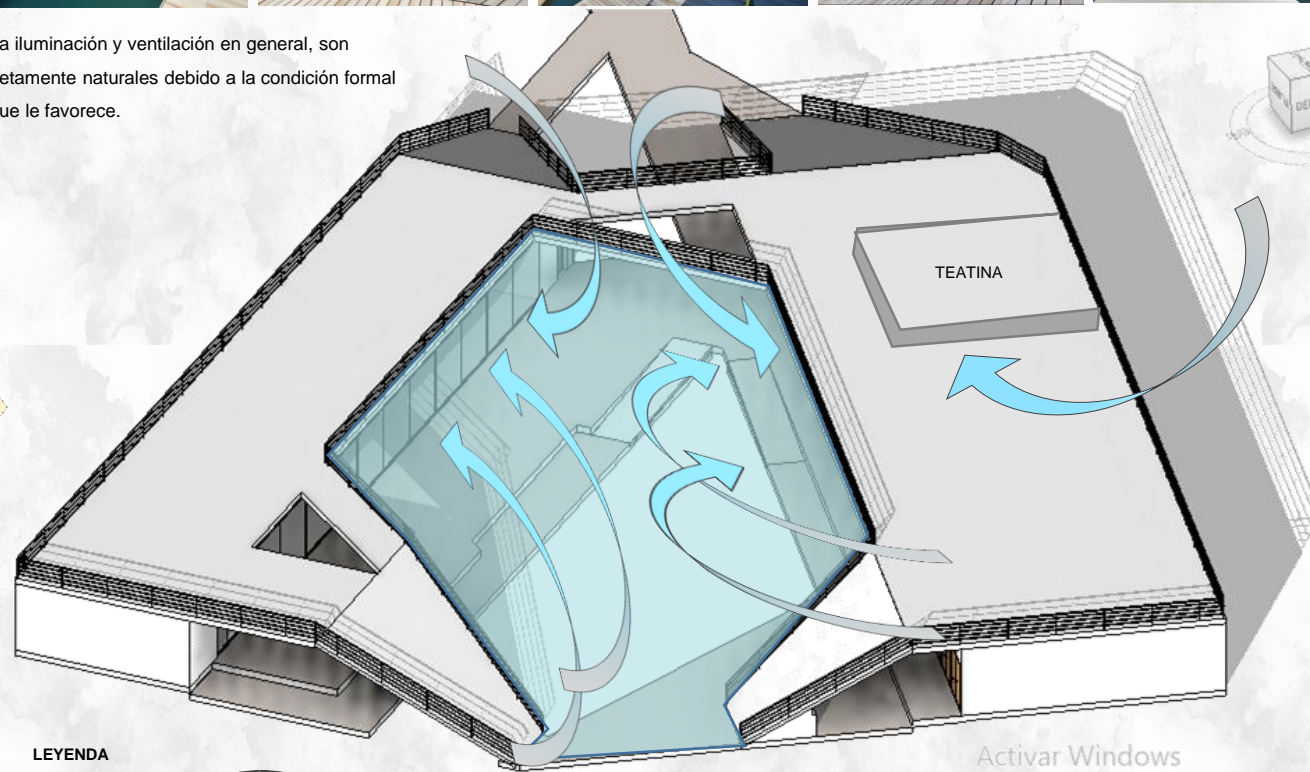 a iluminación y ventilación en general, son
etamente naturales debido a la condición formal
ue le favorece.
TEATINA
LEYENDA
Activar Windows